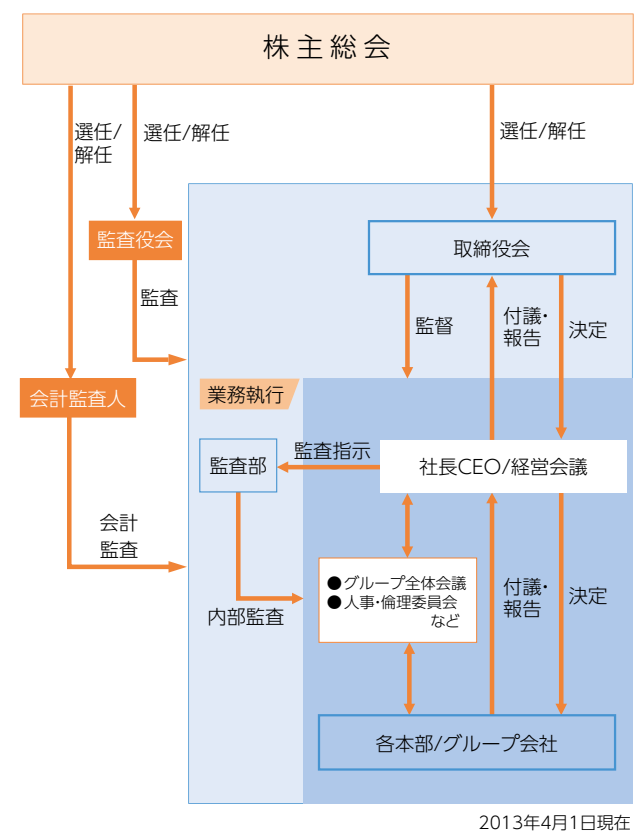 株主総会
選任/
解任
選任/解任
選任/解任
監査役会
取締役会
監査
監督
付議・
報告
決定
会計監査人
業務執行
監査部
監査指示
社長CEO/経営会議
会計
監査
●グループ全体会議
●人事・倫理委員会
など
付議・
報告
決定
内部監査
各本部/グループ会社
2013年4月1日現在